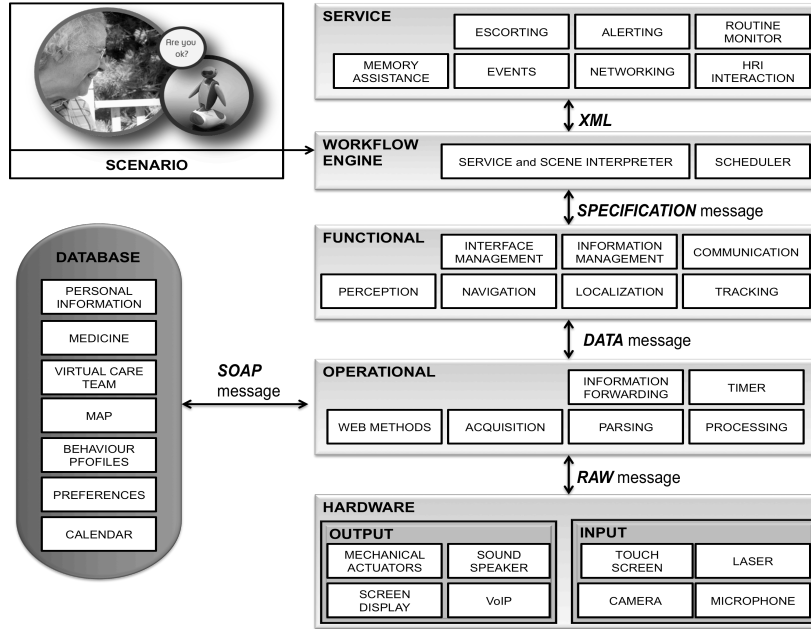 Are you
ok?
SCENARIO
SERVICE
ESCORTING
ALERTING
ROUTINE
MONITOR
MEMORY
ASSISTANCE
EVENTS
NETWORKING
HRI
INTERACTION
XML
WORKFLOW
ENGINE
SERVICE and SCENE INTERPRETER
SCHEDULER
SPECIFICATION message
FUNCTIONAL
INTERFACE
MANAGEMENT
INFORMATION
MANAGEMENT
COMMUNICATION
PERCEPTION
NAVIGATION
LOCALIZATION
TRACKING
DATA message
DATABASE
PERSONAL
INFORMATION
MEDICINE
VIRTUAL CARE
TEAM
MAP
BEHAVIOUR
PFOFILES
PREFERENCES
CALENDAR
SOAP
message
OPERATIONAL
INFORMATION
FORWARDING
TIMER
WEB METHODS
ACQUISITION
PARSING
PROCESSING
RAW message
HARDWARE
OUTPUT
MECHANICAL
ACTUATORS
SOUND
SPEAKER
SCREEN
DISPLAY
VoIP
INPUT
TOUCH
SCREEN
LASER
CAMERA
MICROPHONE